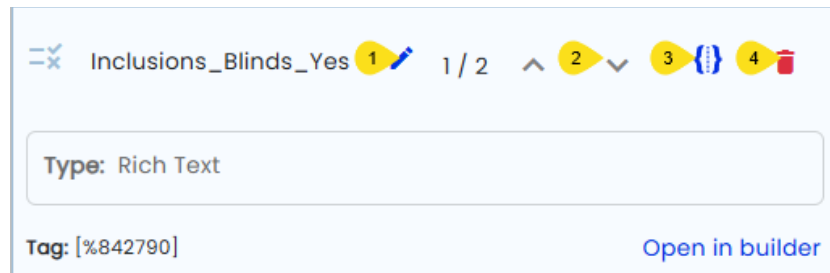 Inclusions_Blinds_Yes 1 1 / 2 2 3 {} 4
Type: Rich Text
Tag: [%842790] Open in builder